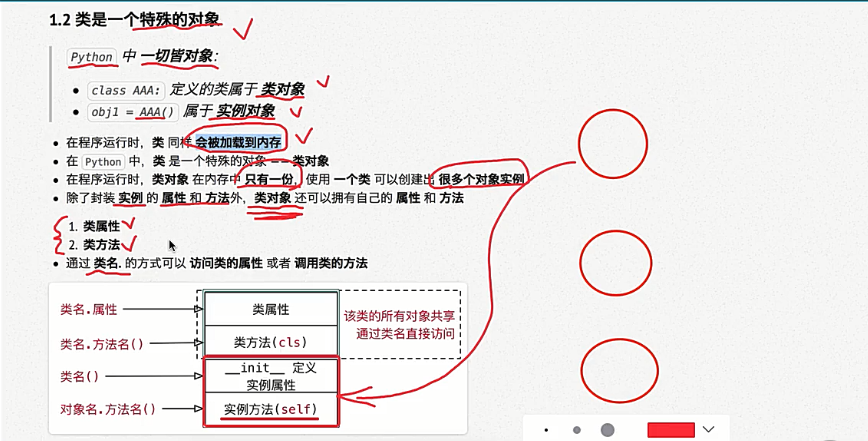 1.2 类是一个特殊的对象
Python 中 一切皆对象:
class AAA: 定义的类属于 类对象
obj1 = AAA() 属于 实例对象
在程序运行时，类 同样 会被加载到内存
在 Python 中，类 是一个特殊的对象 —— 类对象
在程序运行时，类对象 在内存中 只有一份，使用 一个类 可以创建出 很多个对象实例
除了封装 实例 的 属性 和 方法外，类对象 还可以拥有自己的 属性 和 方法
1. 类属性
2. 类方法
通过 类名. 的方式可以 访问类的属性 或者 调用类的方法
类名.属性
类属性
该类的所有对象共享
通过类名直接访问
类名.方法名()
类方法(cls)
类名()
__init__ 定义
实例属性
对象名.方法名()
实例方法(self)